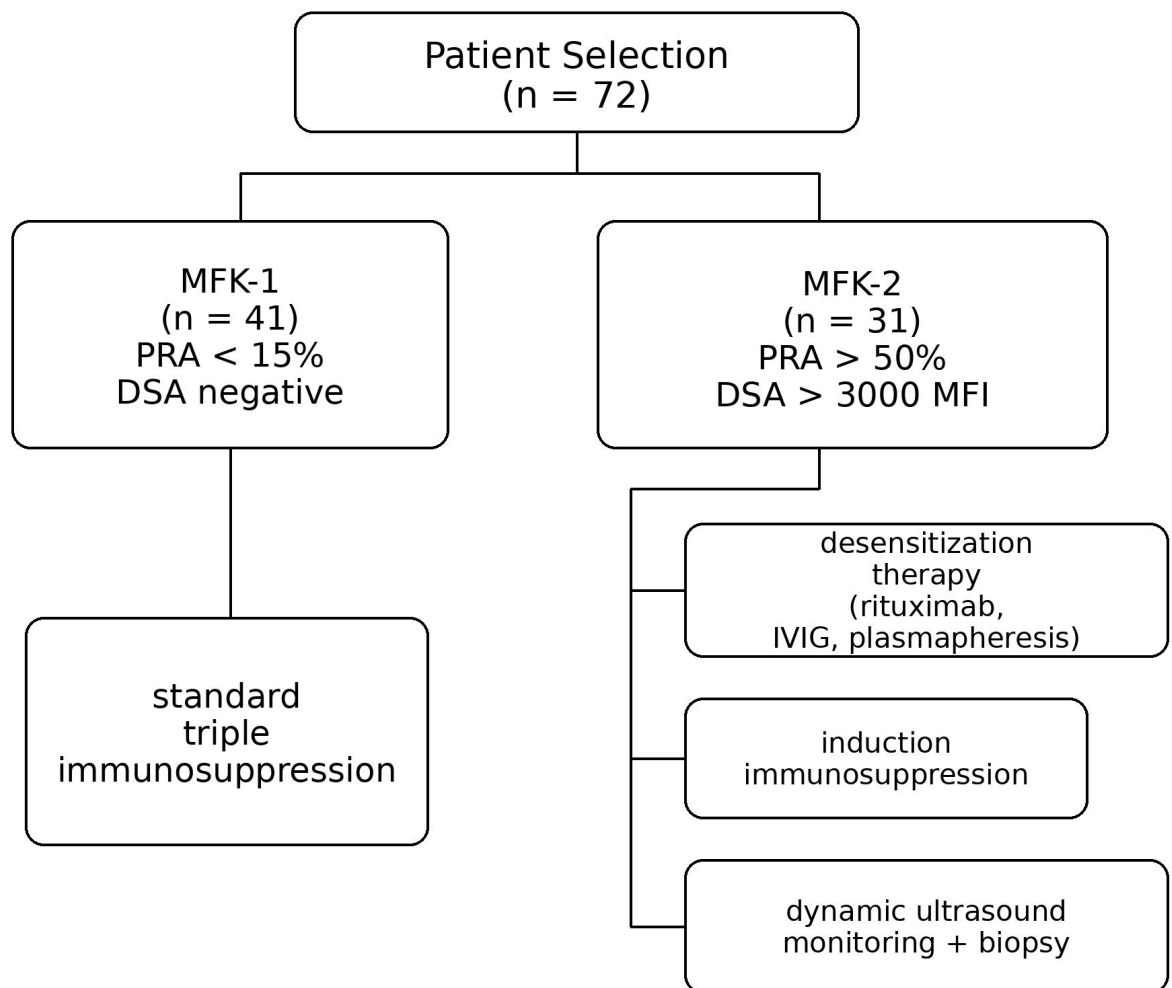 Patient Selection
(n = 72)
MFK-1
(n = 41)
PRA < 15%
DSA negative
MFK-2
(n = 31)
PRA > 50%
DSA > 3000 MFI
standard
triple
immunosuppression
desensitization
therapy
(rituximab,
IVIG, plasmapheresis)
induction
immunosuppression
dynamic ultrasound
monitoring + biopsy